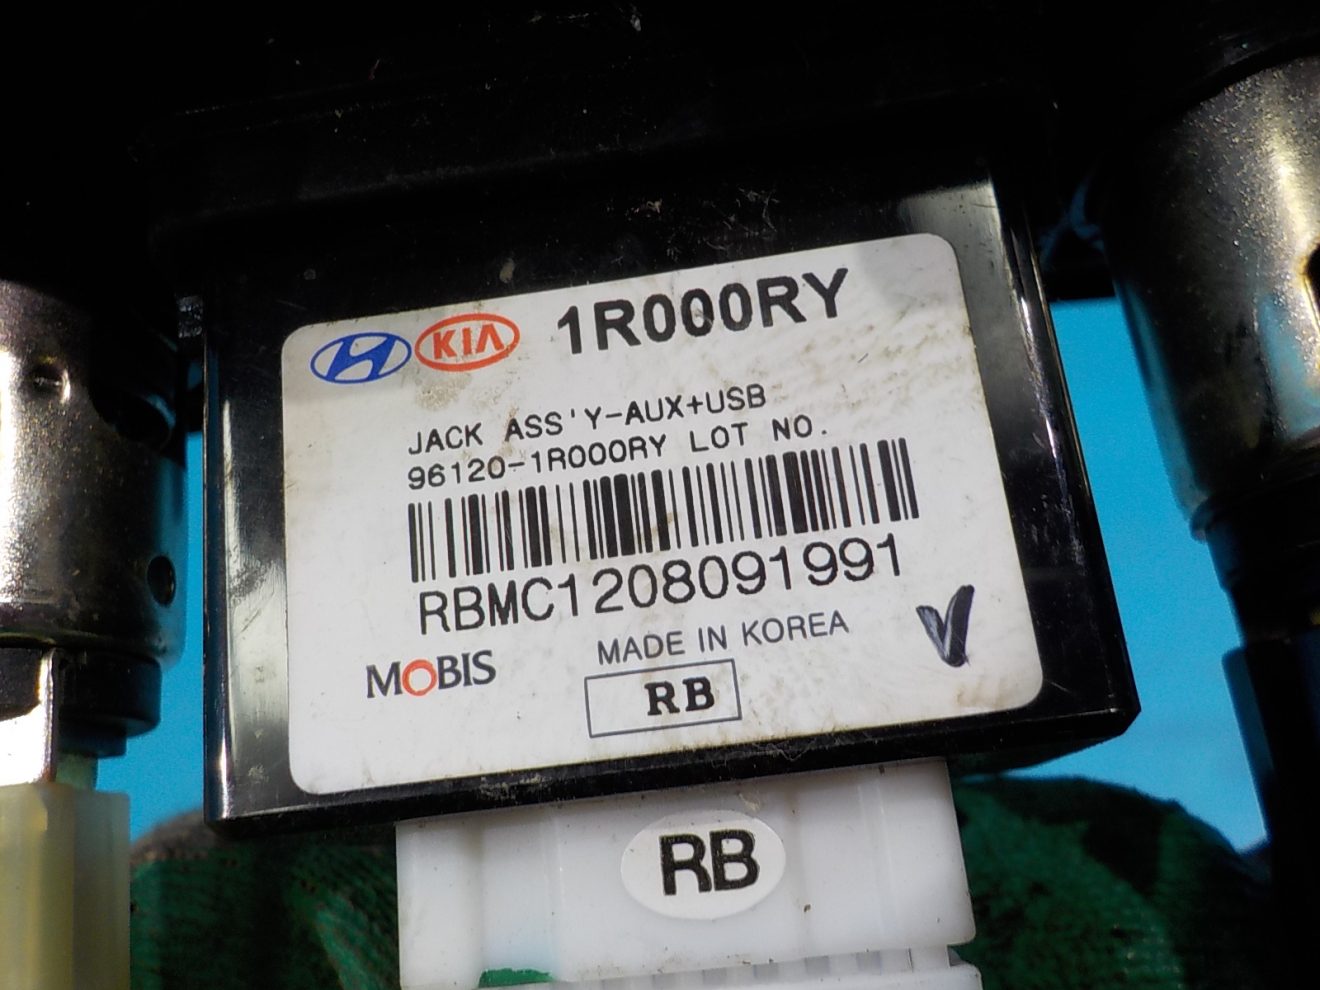 KIA 1R000RY
JACK ASS'Y-AUX+USB
96120-1R000RY LOT NO.
RBMC1208091991
MADE IN KOREA
MOBIS
RB
RB